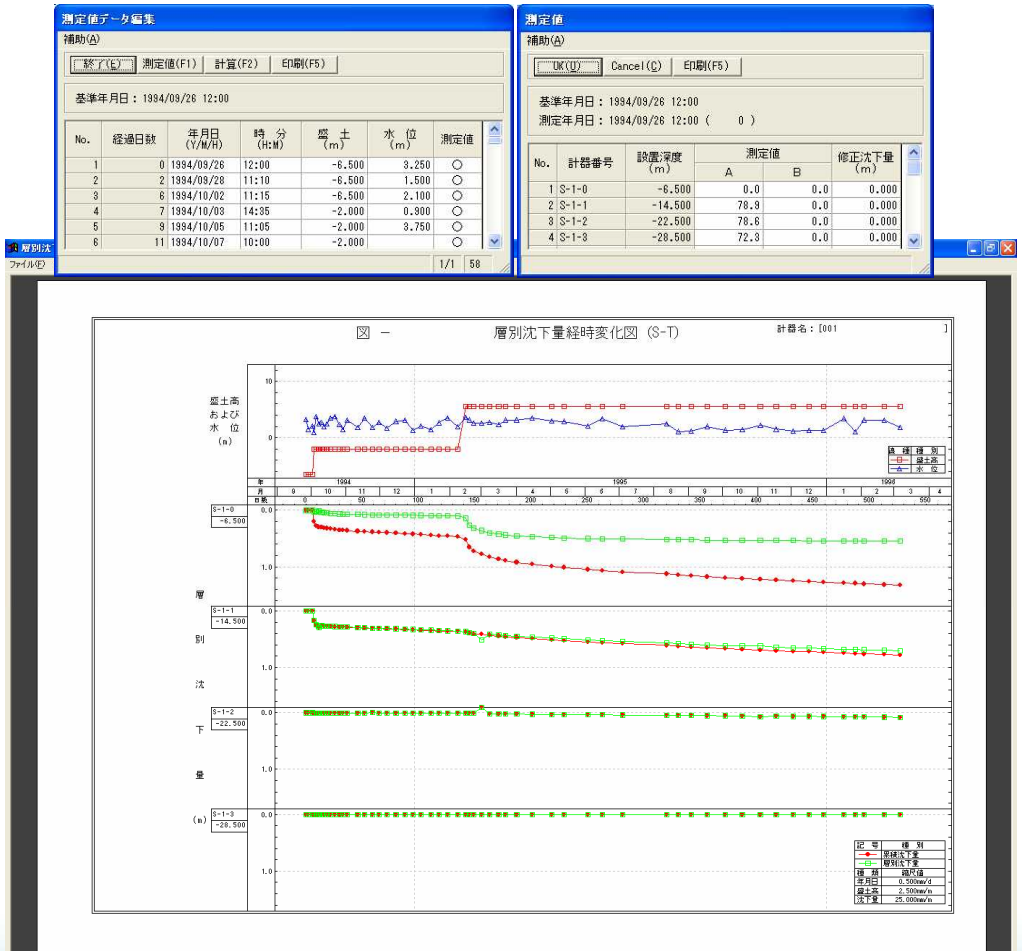 測定値データ編集
補助(A)
終了(E) 測定値(F1) 計算(F2) 印刷(F5)
基準年月日：1994/09/26 12:00
No. 経過日数 年月日 (Y/M/H) 時 分 (H:M) 盛 土 (m) 水 位 (m) 測定値
1 0 1994/09/26 12:00 -6.500 3.250 ○
2 2 1994/09/28 11:10 -6.500 1.500 ○
3 6 1994/10/02 11:15 -6.500 2.100 ○
4 7 1994/10/03 14:35 -2.000 0.900 ○
5 9 1994/10/05 11:05 -2.000 3.750 ○
6 11 1994/10/07 10:00 -2.000 ○
1/1 58
測定値
補助(A)
OK(O) Cancel(C) 印刷(F5)
基準年月日：1994/09/26 12:00
測定年月日：1994/09/26 12:00 ( 0 )
No. 計器番号 設置深度 (m) 測定値 A B 修正沈下量 (m)
1 S-1-0 -6.500 0.0 0.0 0.000
2 S-1-1 -14.500 78.9 0.0 0.000
3 S-1-2 -22.500 78.6 0.0 0.000
4 S-1-3 -28.500 72.3 0.0 0.000
層別沈
ファイル(F)
図 － 層別沈下量経時変化図 (S-T) 計器名：[001 ]
盛土高
および
水 位
(m)
10
0
線 種 種 別
盛土高
水 位
年 1994 1995 1996
月 9 10 11 12 1 2 3 4 5 6 7 8 9 10 11 12 1 2 3 4
日数 0 50 100 150 200 250 300 350 400 450 500 550
S-1-0
-6.500
0.0
1.0
S-1-1
-14.500
0.0
1.0
S-1-2
-22.500
0.0
1.0
S-1-3
-28.500
0.0
1.0
層
別
沈
下
量
(m)
記 号 種 別
累積沈下量
層別沈下量
種 類 縮尺値
年月日 0.500mm/d
盛土高 2.500mm/m
沈下量 25.000mm/m